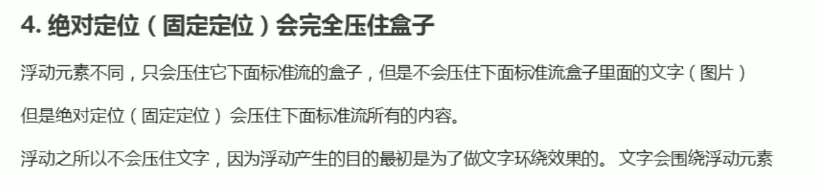 4. 绝对定位（固定定位）会完全压住盒子
浮动元素不同，只会压住它下面标准流的盒子，但是不会压住下面标准流盒子里面的文字（图片）
但是绝对定位（固定定位） 会压住下面标准流所有的内容。
浮动之所以不会压住文字，因为浮动产生的目的最初是为了做文字环绕效果的。 文字会围绕浮动元素